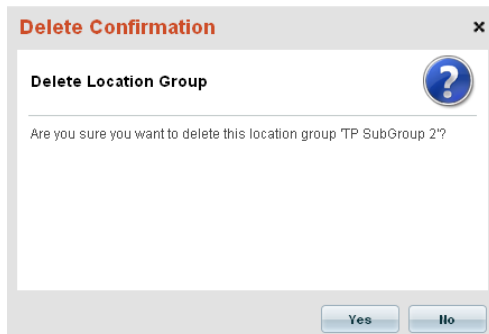 Delete Confirmation
Delete Location Group
Are you sure you want to delete this location group 'TP SubGroup 2'?
Yes No